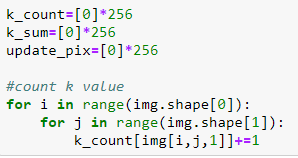 k_count=[0]*256
k_sum=[0]*256
update_pix=[0]*256
#count k value
for i in range(img.shape[0]):
    for j in range(img.shape[1]):
        k_count[img[i,j,1]]+=1